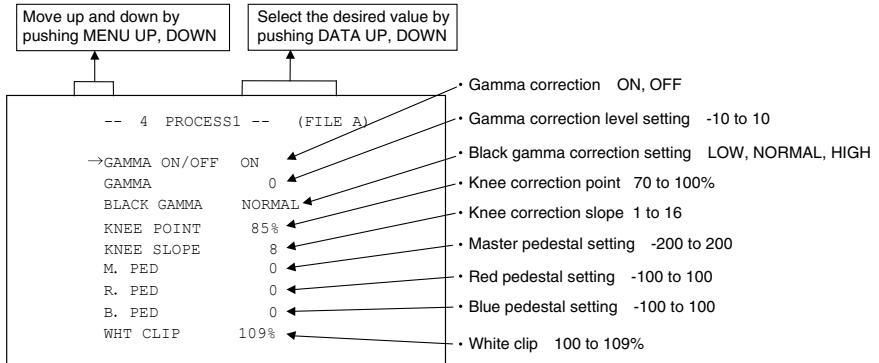 Move up and down by
pushing MENU UP, DOWN
Select the desired value by
pushing DATA UP, DOWN
-- 4 PROCESS1 -- (FILE A)
→GAMMA ON/OFF ON
GAMMA 0
BLACK GAMMA NORMAL
KNEE POINT 85%
KNEE SLOPE 8
M. PED 0
R. PED 0
B. PED 0
WHT CLIP 109%
・Gamma correction ON, OFF
・Gamma correction level setting -10 to 10
・Black gamma correction setting LOW, NORMAL, HIGH
・Knee correction point 70 to 100%
・Knee correction slope 1 to 16
・Master pedestal setting -200 to 200
・Red pedestal setting -100 to 100
・Blue pedestal setting -100 to 100
・White clip 100 to 109%